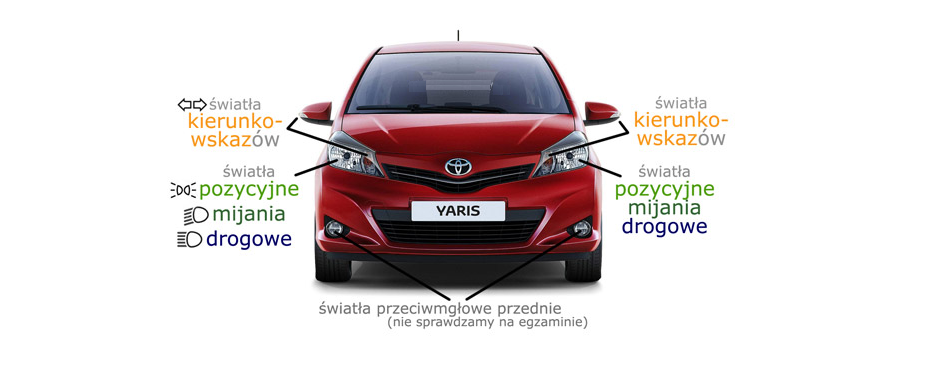 światła
kierunko-
wskazów
światła
pozycyjne
mijania
drogowe
światła
kierunko-
wskazów
światła
pozycyjne
mijania
drogowe
YARIS
światła przeciwmgłowe przednie
(nie sprawdzamy na egzaminie)